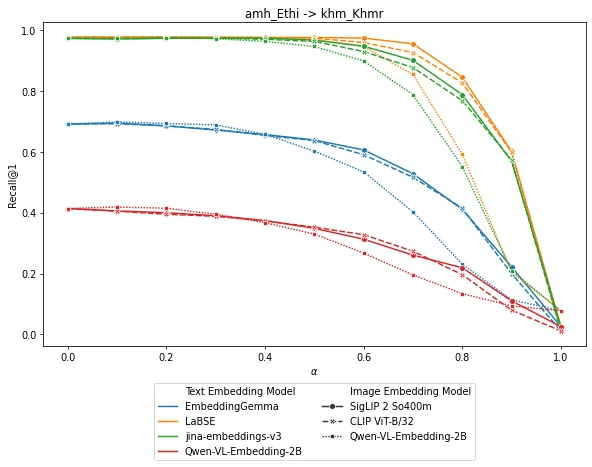 amh_Ethi -> khm_Khmr
1.0
0.8
0.6
0.4
0.2
0.0
Recall@1
0.0 0.2 0.4 0.6 0.8 1.0
α
Text Embedding Model Image Embedding Model
EmbeddingGemma SigLIP 2 So400m
LaBSE CLIP ViT-B/32
jina-embeddings-v3 Qwen-VL-Embedding-2B
Qwen-VL-Embedding-2B